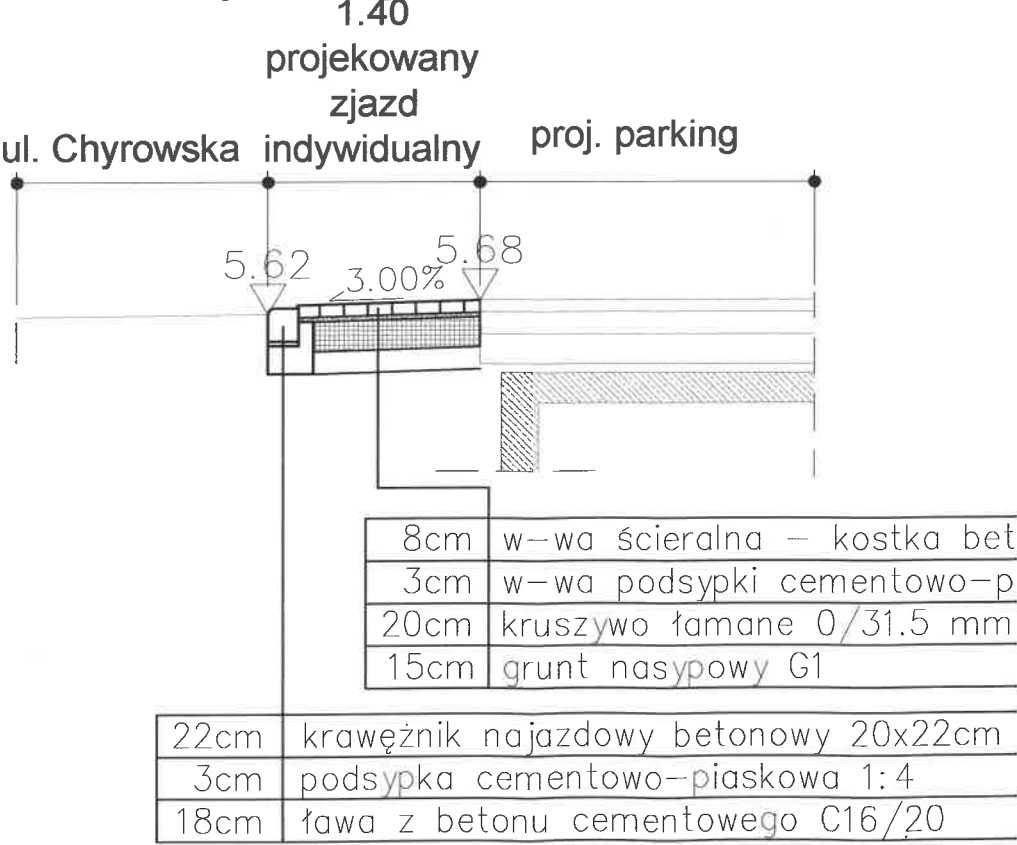 1.40
projekowany
zjazd
ul. Chyrowska indywidualny proj. parking
5.62 3.00% 5.68
8cm w-wa ścieralna – kostka bet
3cm w-wa podsypki cementowo-p
20cm kruszywo łamane 0/31.5 mm
15cm grunt nasypowy G1
22cm krawężnik najazdowy betonowy 20x22cm
3cm podsypka cementowo-piaskowa 1:4
18cm ława z betonu cementowego C16/20